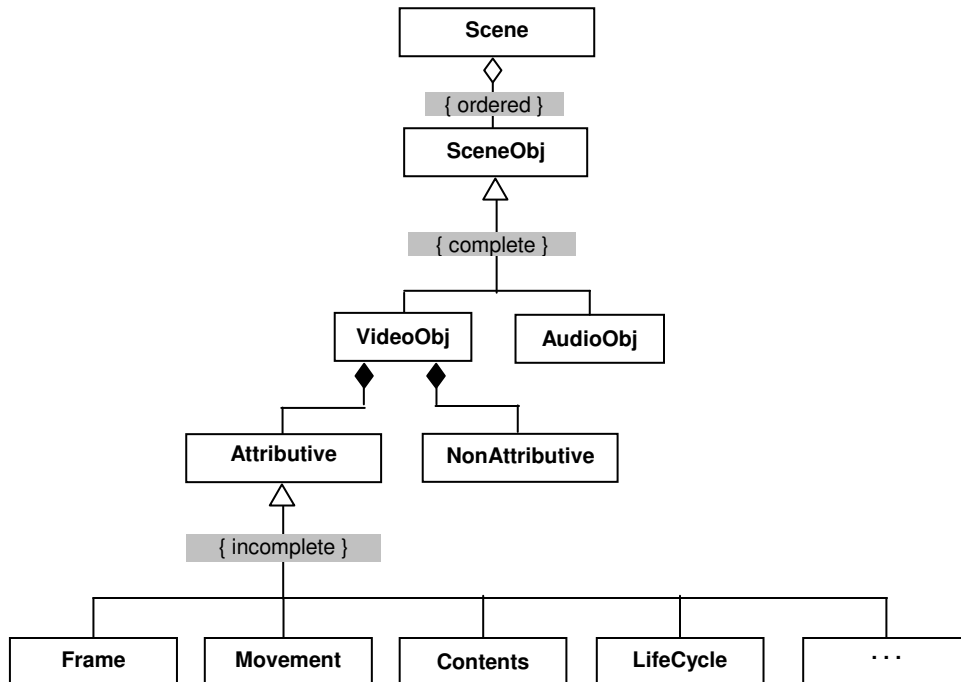 Scene
{ ordered }
SceneObj
{ complete }
VideoObj
AudioObj
Attributive
NonAttributive
{ incomplete }
Frame
Movement
Contents
LifeCycle
. . .